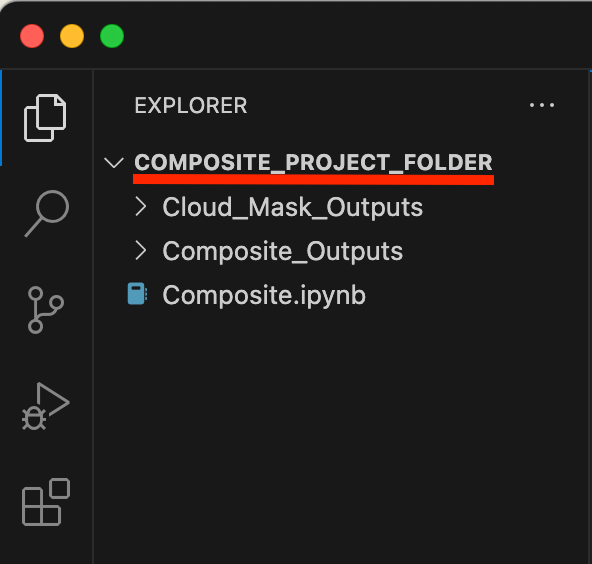 EXPLORER
COMPOSITE_PROJECT_FOLDER
Cloud_Mask_Outputs
Composite_Outputs
Composite.ipynb